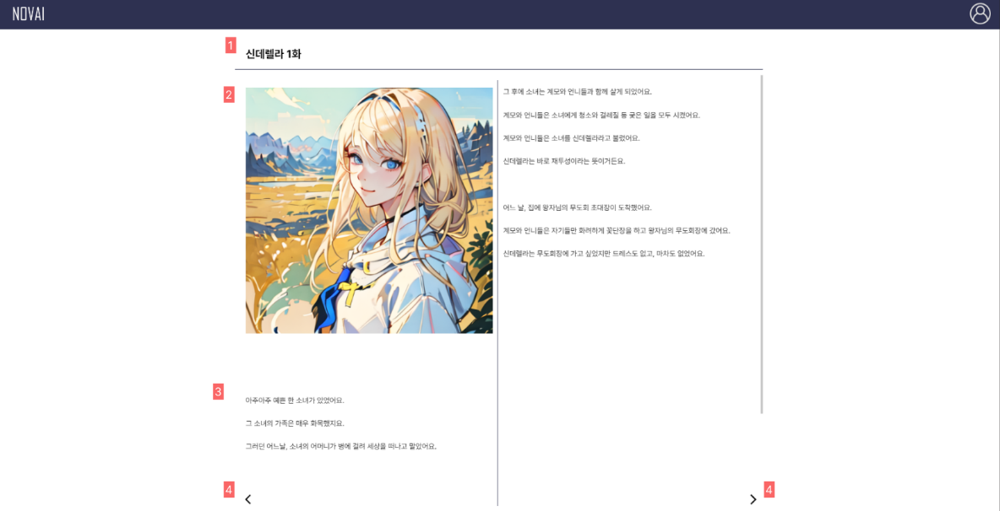 NOVAI
1
신데렐라 1화
2
3
아주아주 예쁜 한 소녀가 있었어요.
그 소녀의 가족은 매우 화목했지요.
그러던 어느날, 소녀의 어머니가 병에 걸려 세상을 떠나고 말았어요.
4
그 후에 소녀는 계모와 언니들과 함께 살게 되었어요.
계모와 언니들은 소녀에게 청소와 걸레질 등 궂은 일을 모두 시켰어요.
계모와 언니들은 소녀를 신데렐라라고 불렀어요.
신데렐라는 바로 재투성이라는 뜻이거든요.
어느 날, 집에 왕자님의 무도회 초대장이 도착했어요.
계모와 언니들은 자기들만 화려하게 꽃단장을 하고 왕자님의 무도회장에 갔어요.
신데렐라는 무도회장에 가고 싶었지만 드레스도 없고, 마차도 없었어요.
4